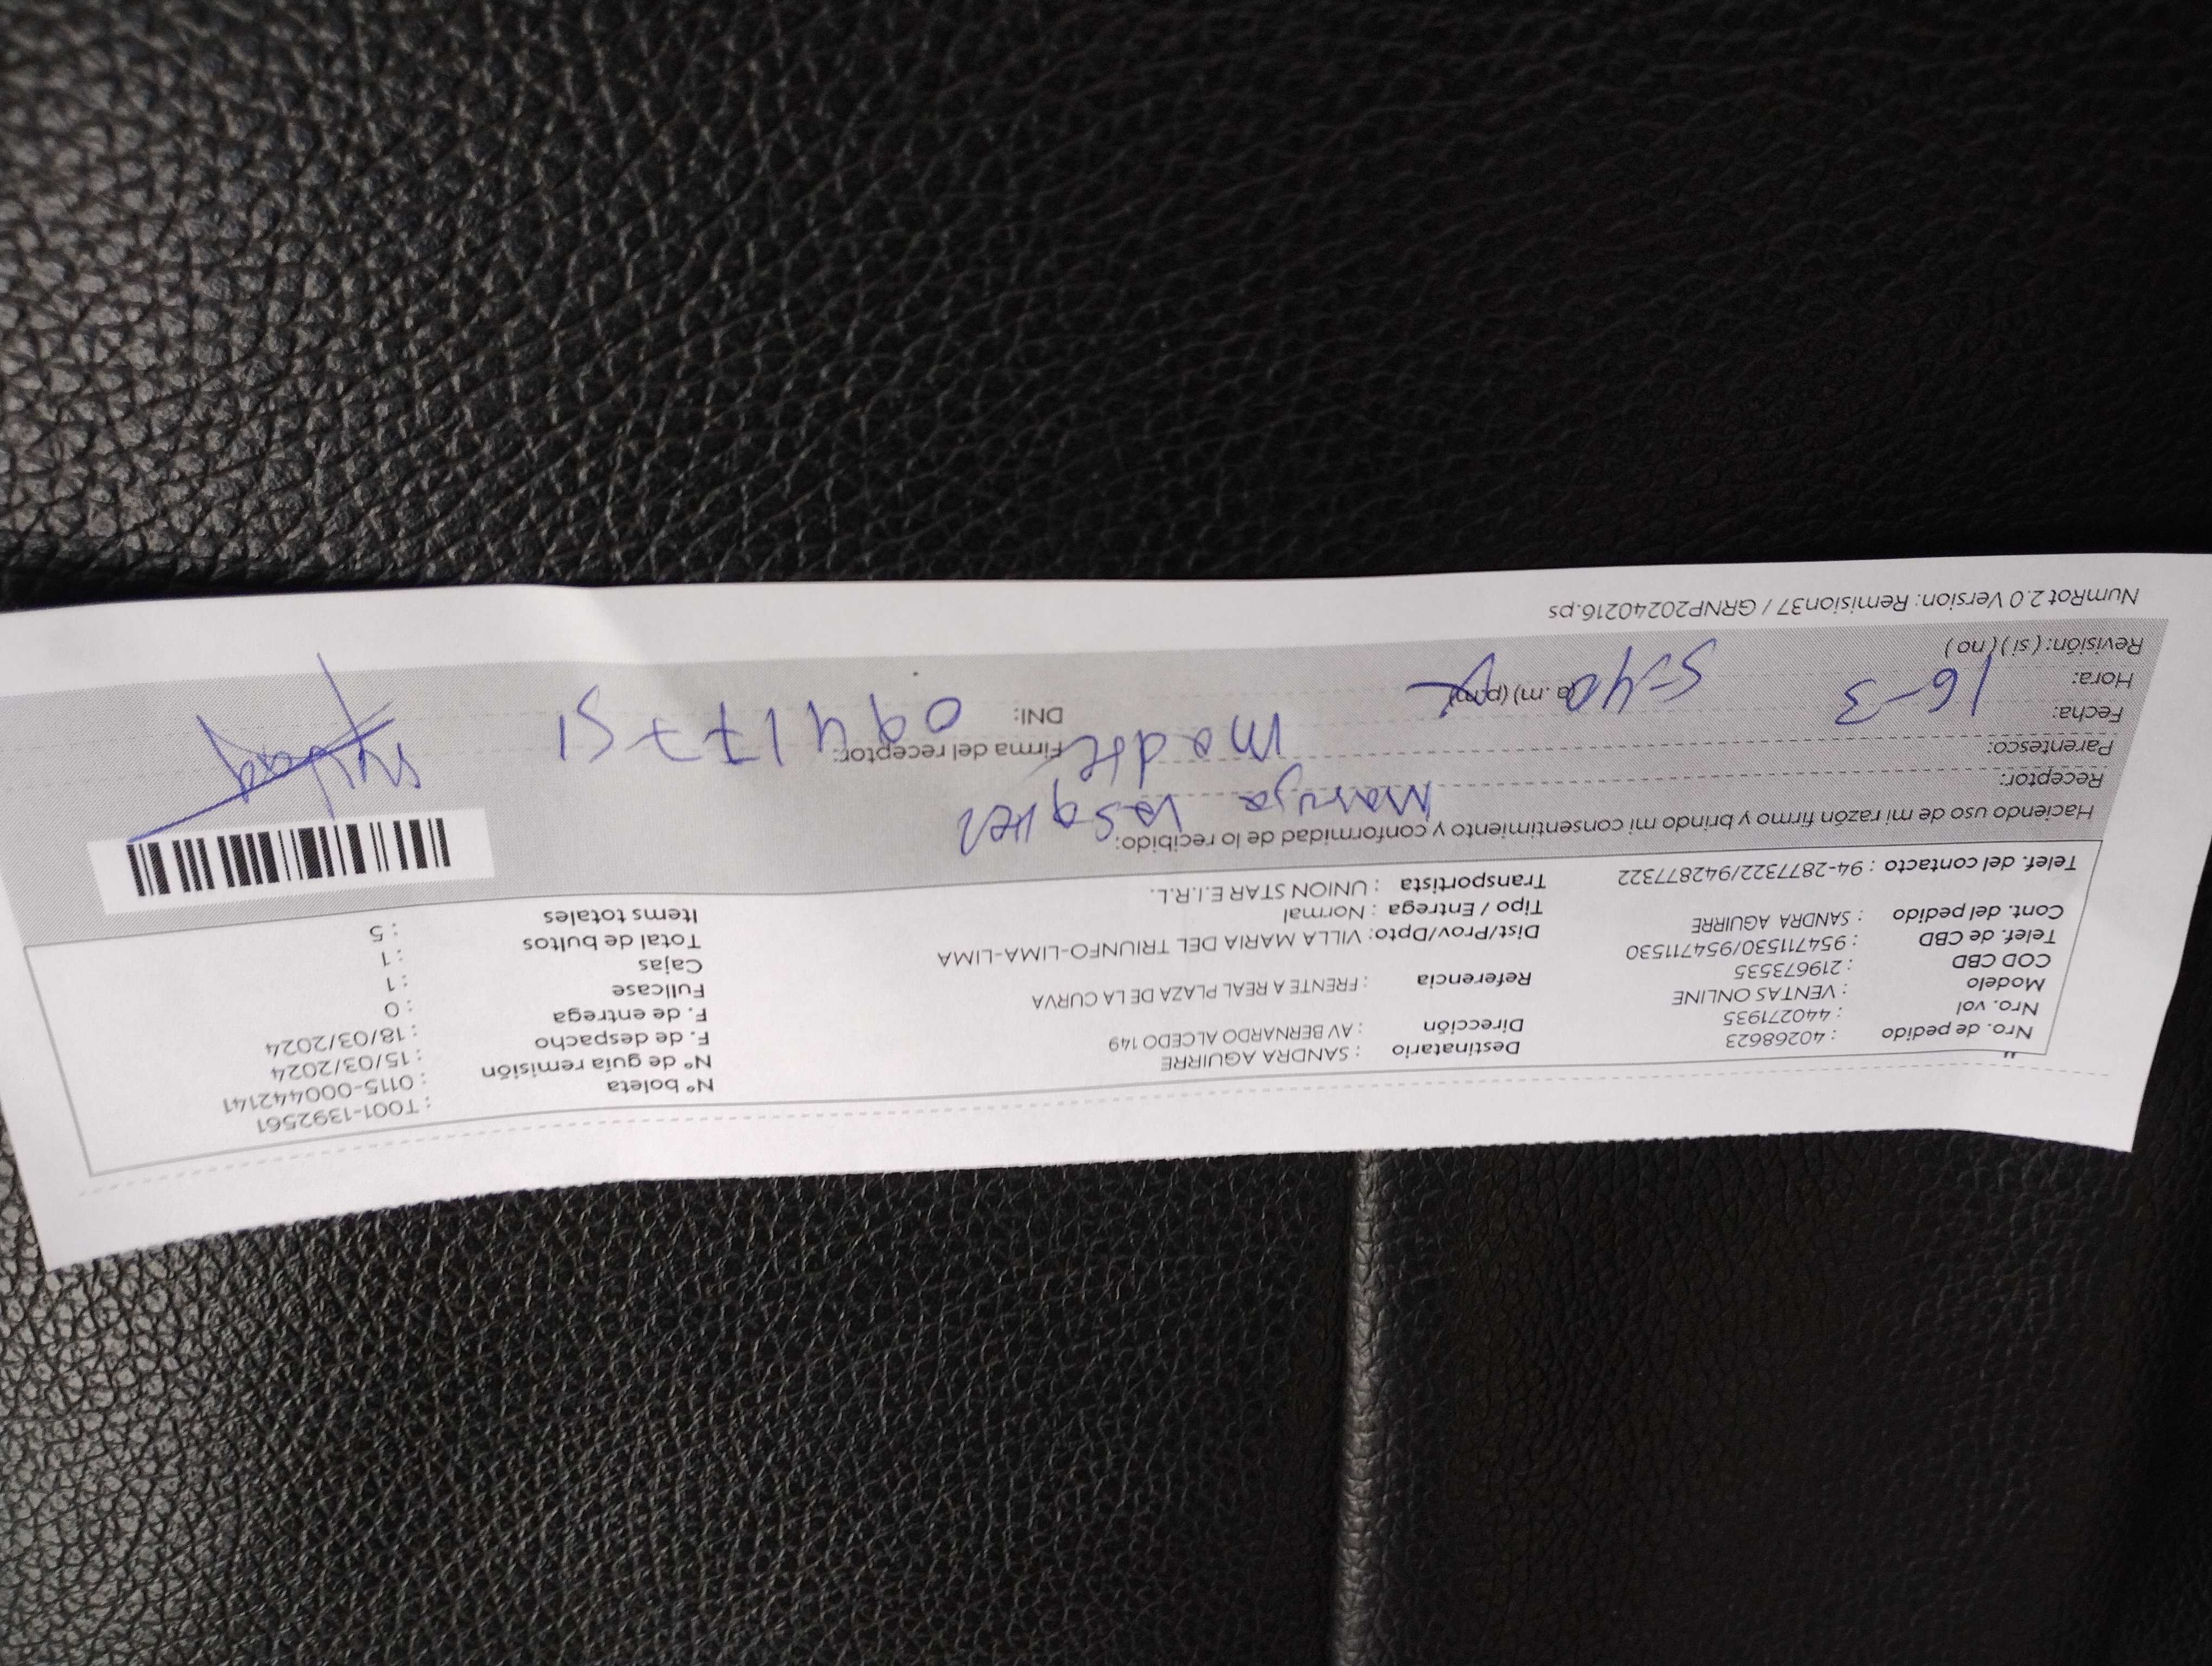 Nro. de pedido : 40268623
Nro. vol : 440271935
Modelo : VENTAS ONLINE
COD CBD : 219673535
Telef. de CBD : 954711530/954711530
Cont. del pedido : SANDRA AGUIRRE
Telef. del contacto : 94-2877322/942877322
Destinatario : SANDRA AGUIRRE
Dirección : AV BERNARDO ALCEDO 149
Referencia : FRENTE A REAL PLAZA DE LA CURVA
Dist/Prov/Dpto: VILLA MARIA DEL TRIUNFO-LIMA-LIMA
Tipo / Entrega : Normal
Transportista : UNION STAR E.I.R.L.
Nº boleta : T001-1392561
Nº de guía remisión : 0115-000442141
F. de despacho : 15/03/2024
F. de entrega : 18/03/2024
Fullcase : 0
Cajas : 1
Total de bultos : 1
Items totales : 5
Haciendo uso de mi razón firmo y brindo mi consentimiento y conformidad de lo recibido:
Receptor: Maruja Vasquez
Parentesco: madre
Firma del receptor:
Fecha: 16-3
DNI: 09417751
Hora: 5-40 (a.m) (p.m)
Revisión: ( si ) ( no )
NumRot 2.0 Version: Remision37 / GRNP20240216.ps